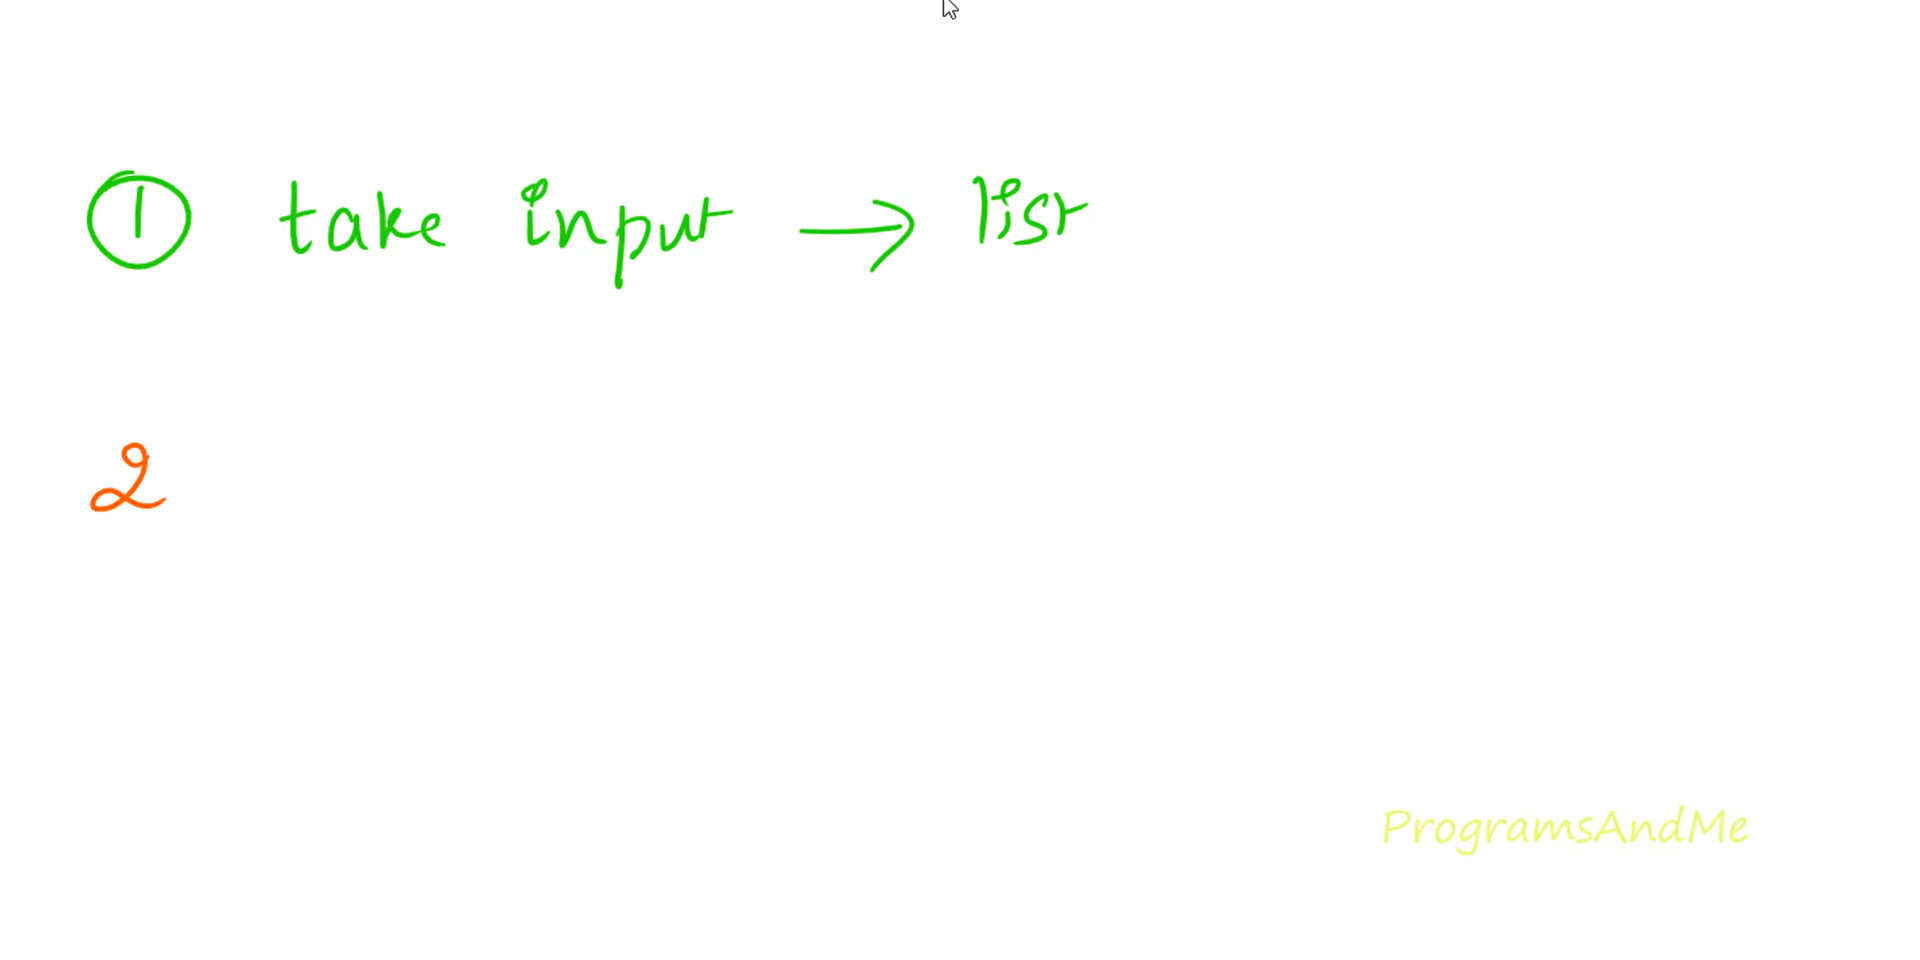 ① take input → list
2
ProgramsAndMe